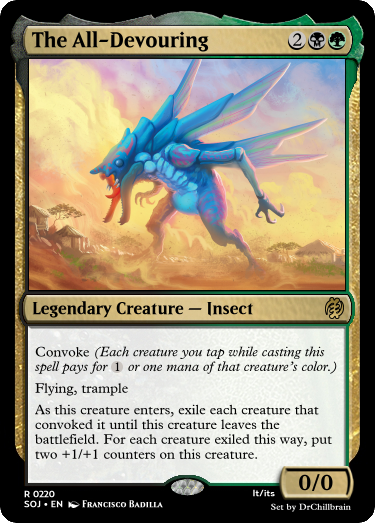 The All-Devouring 2
Legendary Creature — Insect
Convoke (Each creature you tap while casting this
spell pays for 1 or one mana of that creature's color.)
Flying, trample
As this creature enters, exile each creature that
convoked it until this creature leaves the
battlefield. For each creature exiled this way, put
two +1/+1 counters on this creature.
0/0
R 0220
SOJ • EN Francisco Badilla
It/its
Set by DrChillbrain